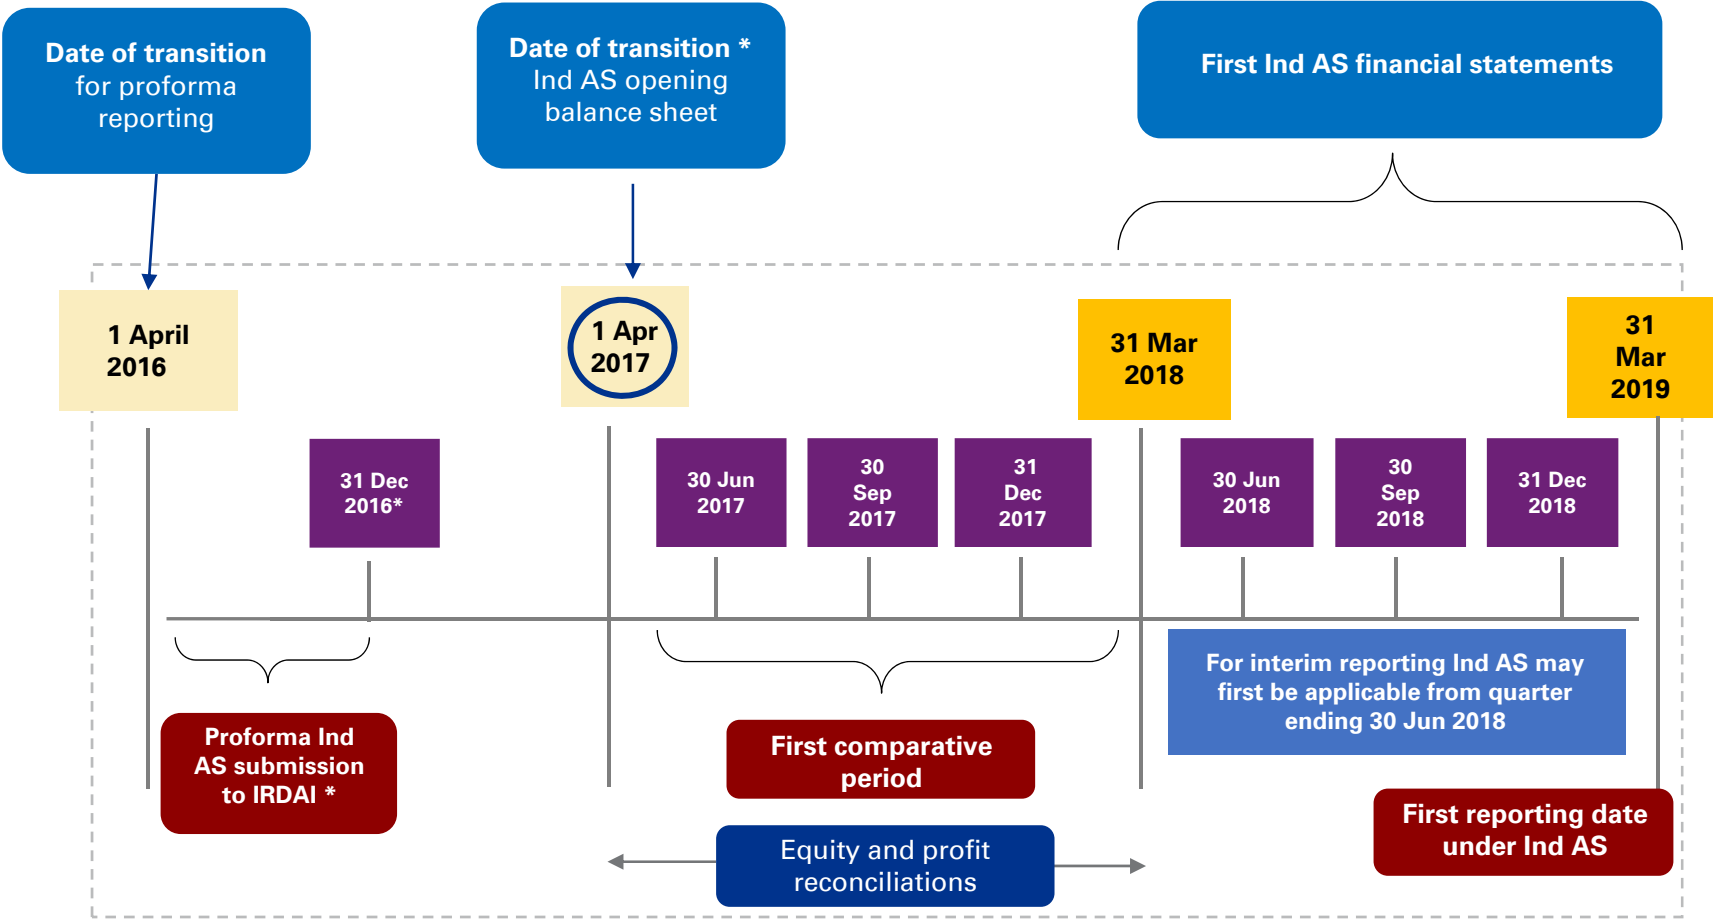 Date of transition
for proforma
reporting
Date of transition *
Ind AS opening
balance sheet
First Ind AS financial statements
1 April
2016
1 Apr
2017
31 Mar
2018
31
Mar
2019
31 Dec
2016*
30 Jun
2017
30
Sep
2017
31
Dec
2017
30 Jun
2018
30
Sep
2018
31 Dec
2018
For interim reporting Ind AS may
first be applicable from quarter
ending 30 Jun 2018
Proforma Ind
AS submission
to IRDAI *
First comparative
period
First reporting date
under Ind AS
Equity and profit
reconciliations